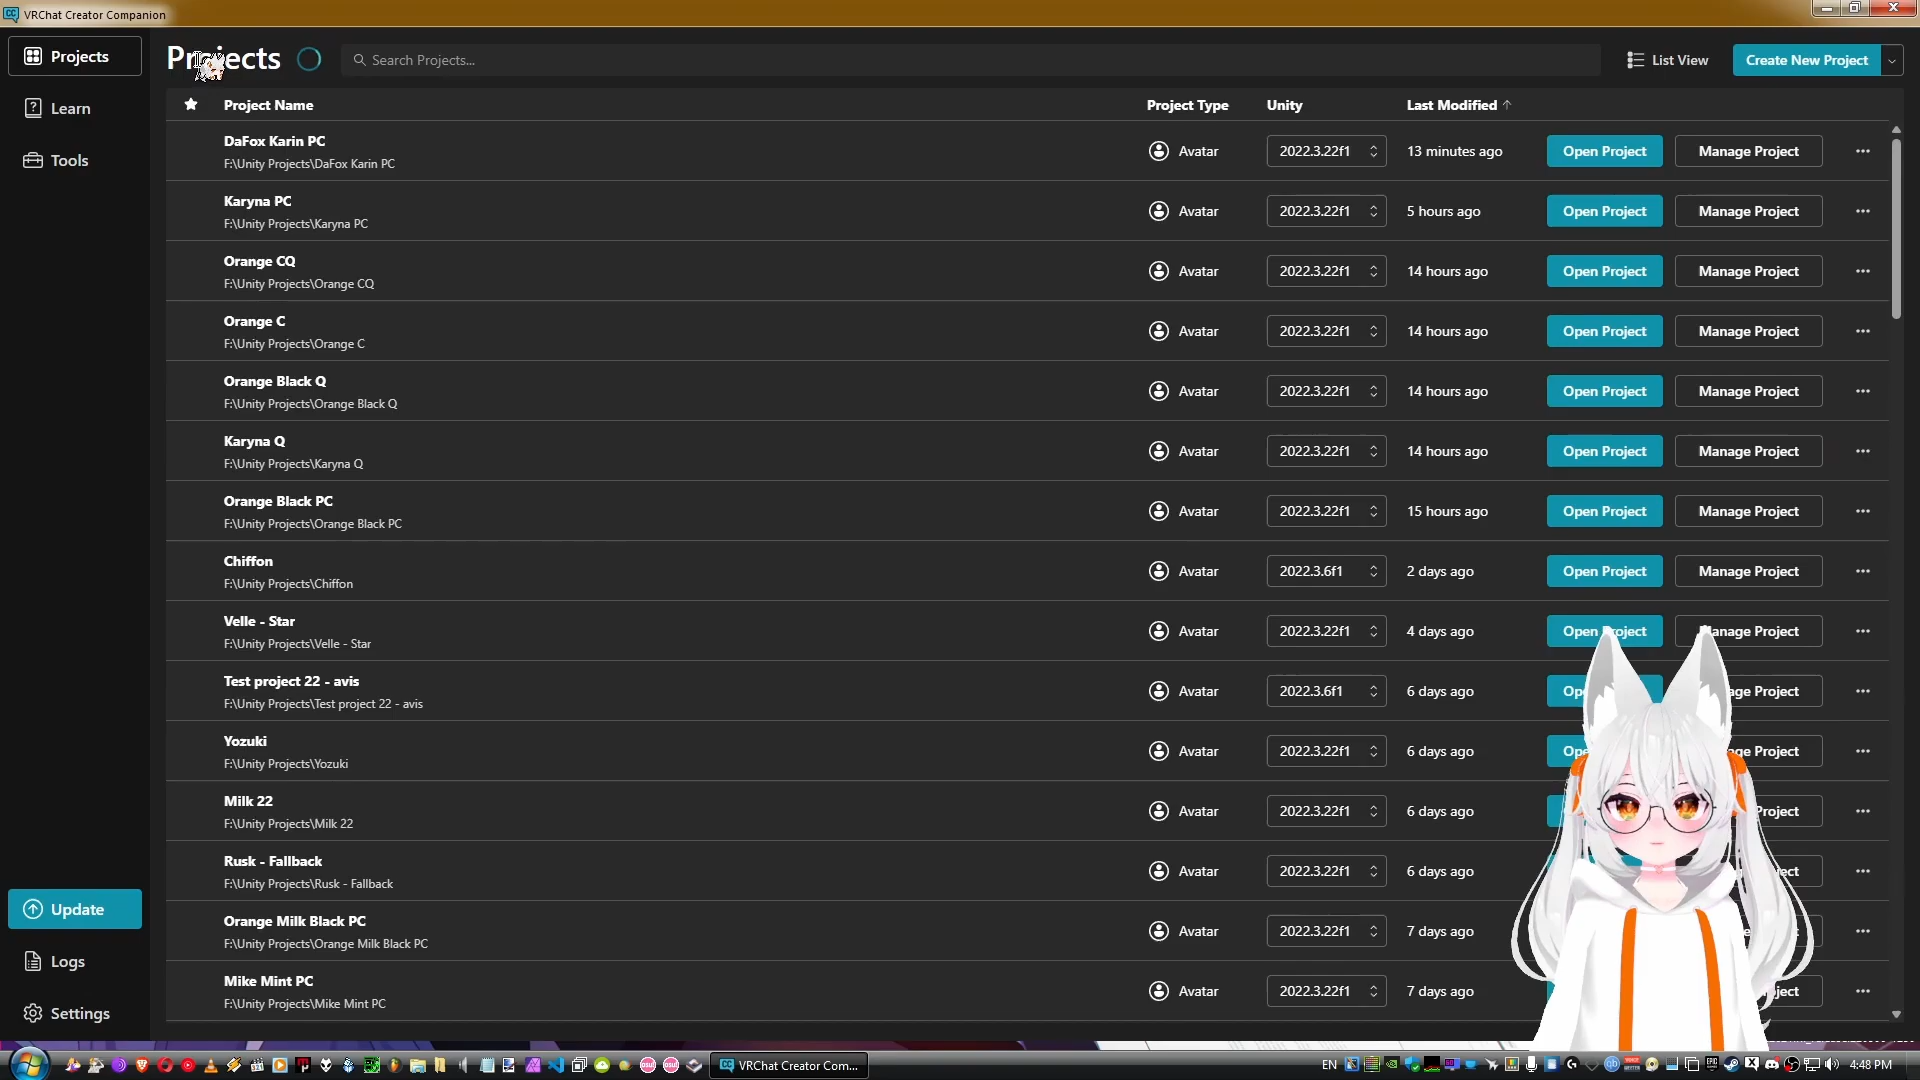 VRChat Creator Companion
Projects
Learn
Tools
Update
Logs
Settings
Projects
Search Projects...
List View
Create New Project
Project Name Project Type Unity Last Modified
DaFox Karin PC
F:\Unity Projects\DaFox Karin PC
Avatar 2022.3.22f1 13 minutes ago Open Project Manage Project
Karyna PC
F:\Unity Projects\Karyna PC
Avatar 2022.3.22f1 5 hours ago Open Project Manage Project
Orange CQ
F:\Unity Projects\Orange CQ
Avatar 2022.3.22f1 14 hours ago Open Project Manage Project
Orange C
F:\Unity Projects\Orange C
Avatar 2022.3.22f1 14 hours ago Open Project Manage Project
Orange Black Q
F:\Unity Projects\Orange Black Q
Avatar 2022.3.22f1 14 hours ago Open Project Manage Project
Karyna Q
F:\Unity Projects\Karyna Q
Avatar 2022.3.22f1 14 hours ago Open Project Manage Project
Orange Black PC
F:\Unity Projects\Orange Black PC
Avatar 2022.3.22f1 15 hours ago Open Project Manage Project
Chiffon
F:\Unity Projects\Chiffon
Avatar 2022.3.6f1 2 days ago Open Project Manage Project
Velle - Star
F:\Unity Projects\Velle - Star
Avatar 2022.3.22f1 4 days ago Open Project Manage Project
Test project 22 - avis
F:\Unity Projects\Test project 22 - avis
Avatar 2022.3.6f1 6 days ago Project
Yozuki
F:\Unity Projects\Yozuki
Avatar 2022.3.22f1 6 days ago Project
Milk 22
F:\Unity Projects\Milk 22
Avatar 2022.3.22f1 6 days ago Project
Rusk - Fallback
F:\Unity Projects\Rusk - Fallback
Avatar 2022.3.22f1 6 days ago
Orange Milk Black PC
F:\Unity Projects\Orange Milk Black PC
Avatar 2022.3.22f1 7 days ago
Mike Mint PC
F:\Unity Projects\Mike Mint PC
Avatar 2022.3.22f1 7 days ago
VRChat Creator Com...
EN
4:48 PM